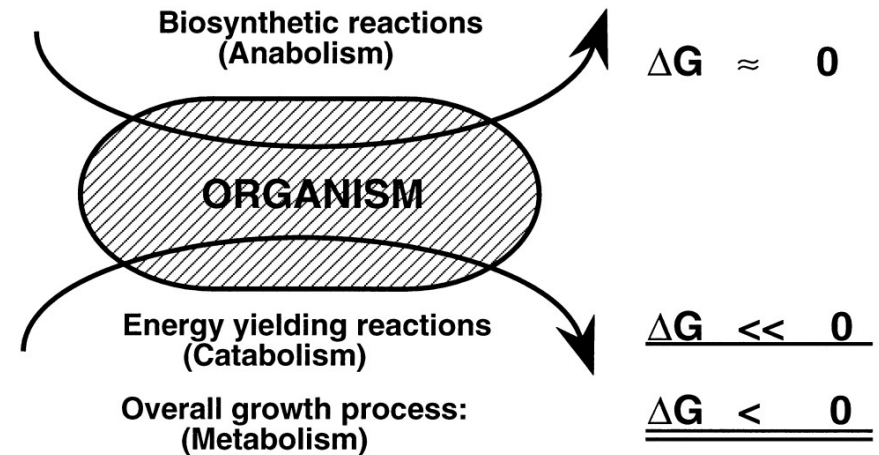 Biosynthetic reactions
(Anabolism)
ΔG ≈ 0
ORGANISM
Energy yielding reactions
(Catabolism)
ΔG << 0
Overall growth process:
(Metabolism)
ΔG < 0